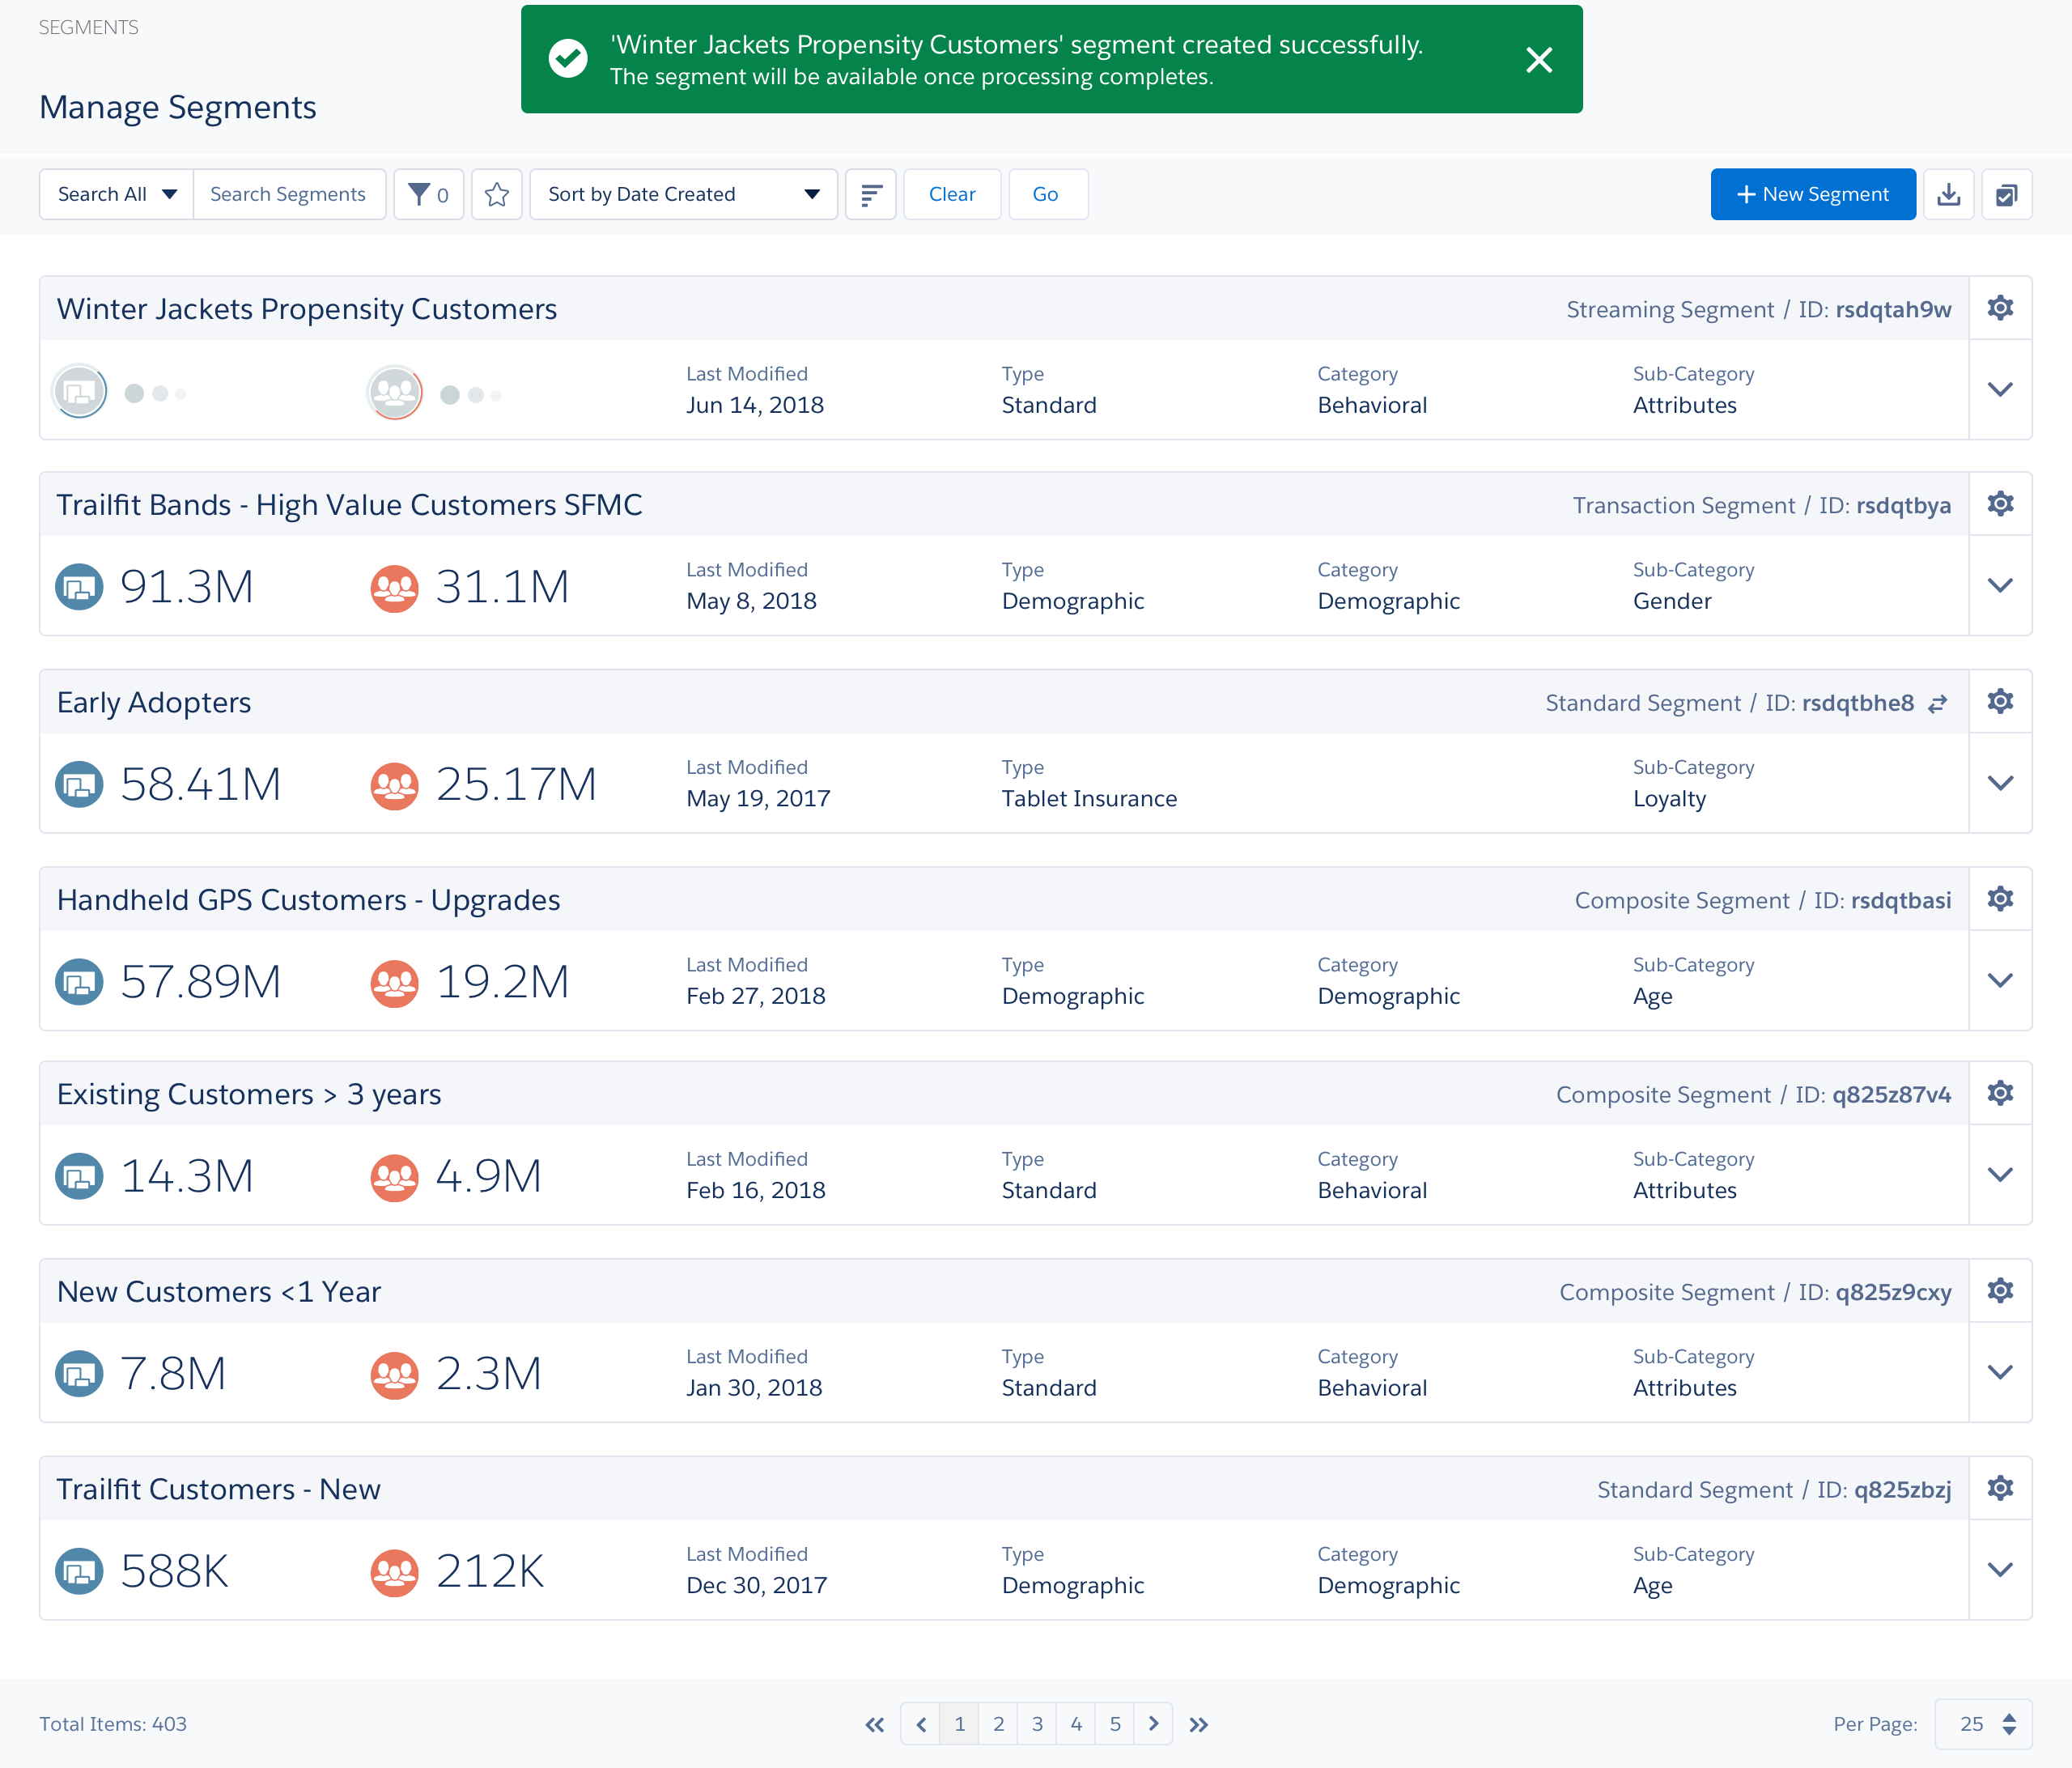 SEGMENTS
'Winter Jackets Propensity Customers' segment created successfully.
The segment will be available once processing completes.
Manage Segments
Search All Search Segments 0 Sort by Date Created Clear Go + New Segment
Winter Jackets Propensity Customers Streaming Segment / ID: rsdqtah9w
Last Modified Type Category Sub-Category
Jun 14, 2018 Standard Behavioral Attributes
Trailfit Bands - High Value Customers SFMC Transaction Segment / ID: rsdqtbya
Last Modified Type Category Sub-Category
91.3M 31.1M May 8, 2018 Demographic Demographic Gender
Early Adopters Standard Segment / ID: rsdqtbhe8
Last Modified Type Sub-Category
58.41M 25.17M May 19, 2017 Tablet Insurance Loyalty
Handheld GPS Customers - Upgrades Composite Segment / ID: rsdqtbasi
Last Modified Type Category Sub-Category
57.89M 19.2M Feb 27, 2018 Demographic Demographic Age
Existing Customers > 3 years Composite Segment / ID: q825z87v4
Last Modified Type Category Sub-Category
14.3M 4.9M Feb 16, 2018 Standard Behavioral Attributes
New Customers <1 Year Composite Segment / ID: q825z9cxy
Last Modified Type Category Sub-Category
7.8M 2.3M Jan 30, 2018 Standard Behavioral Attributes
Trailfit Customers - New Standard Segment / ID: q825zbzj
Last Modified Type Category Sub-Category
588K 212K Dec 30, 2017 Demographic Demographic Age
Total Items: 403 1 2 3 4 5 Per Page: 25